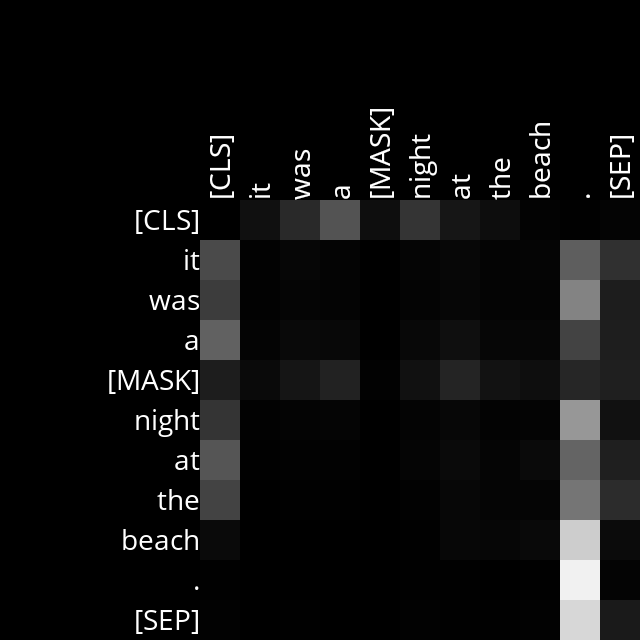 [CLS] it was a [MASK] night at the beach . [SEP]
[CLS]
it
was
a
[MASK]
night
at
the
beach
.
[SEP]